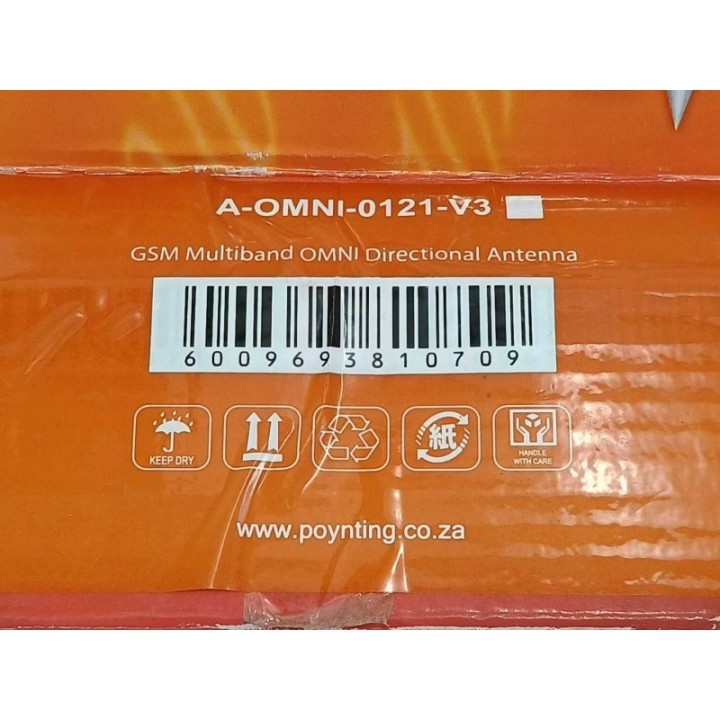 A-OMNI-0121-V3
GSM Multiband OMNI Directional Antenna
6009693810709
KEEP DRY
紙
HANDLE
WITH CARE
www.poynting.co.za